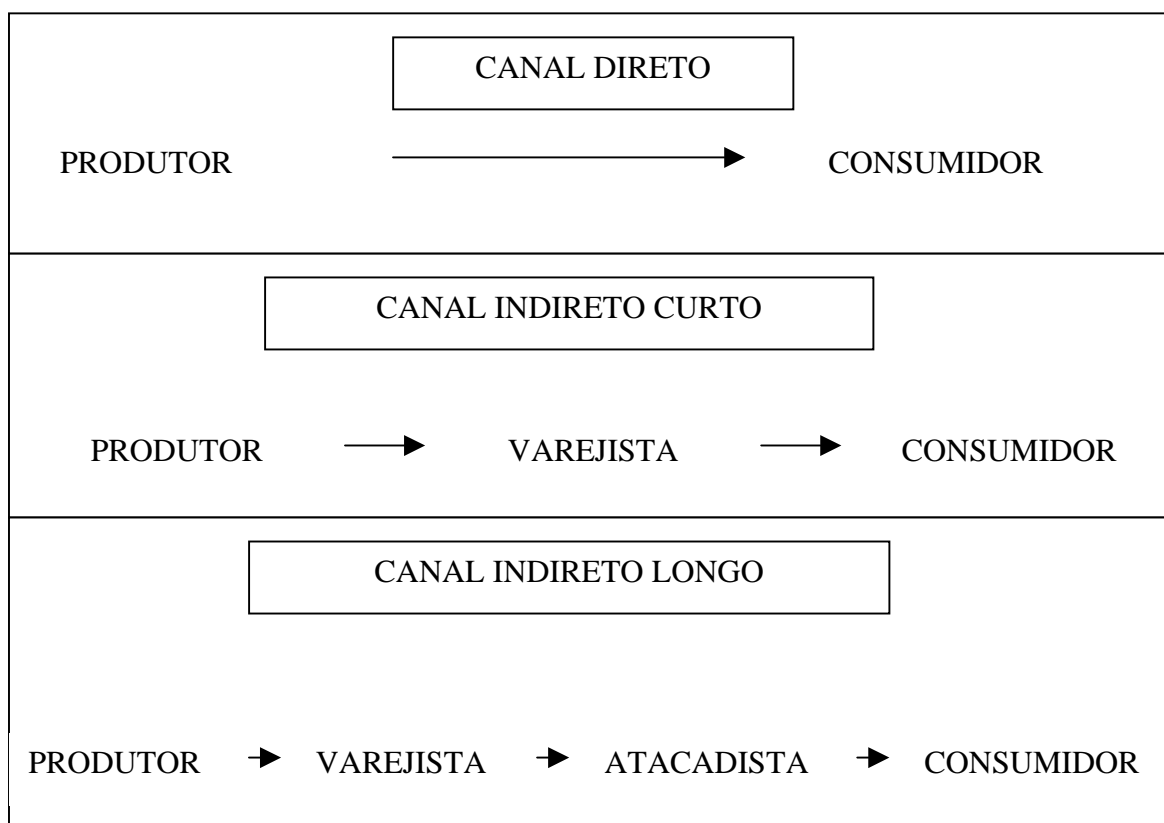 CANAL DIRETO
PRODUTOR CONSUMIDOR
CANAL INDIRETO CURTO
PRODUTOR VAREJISTA CONSUMIDOR
CANAL INDIRETO LONGO
PRODUTOR VAREJISTA ATACADISTA CONSUMIDOR